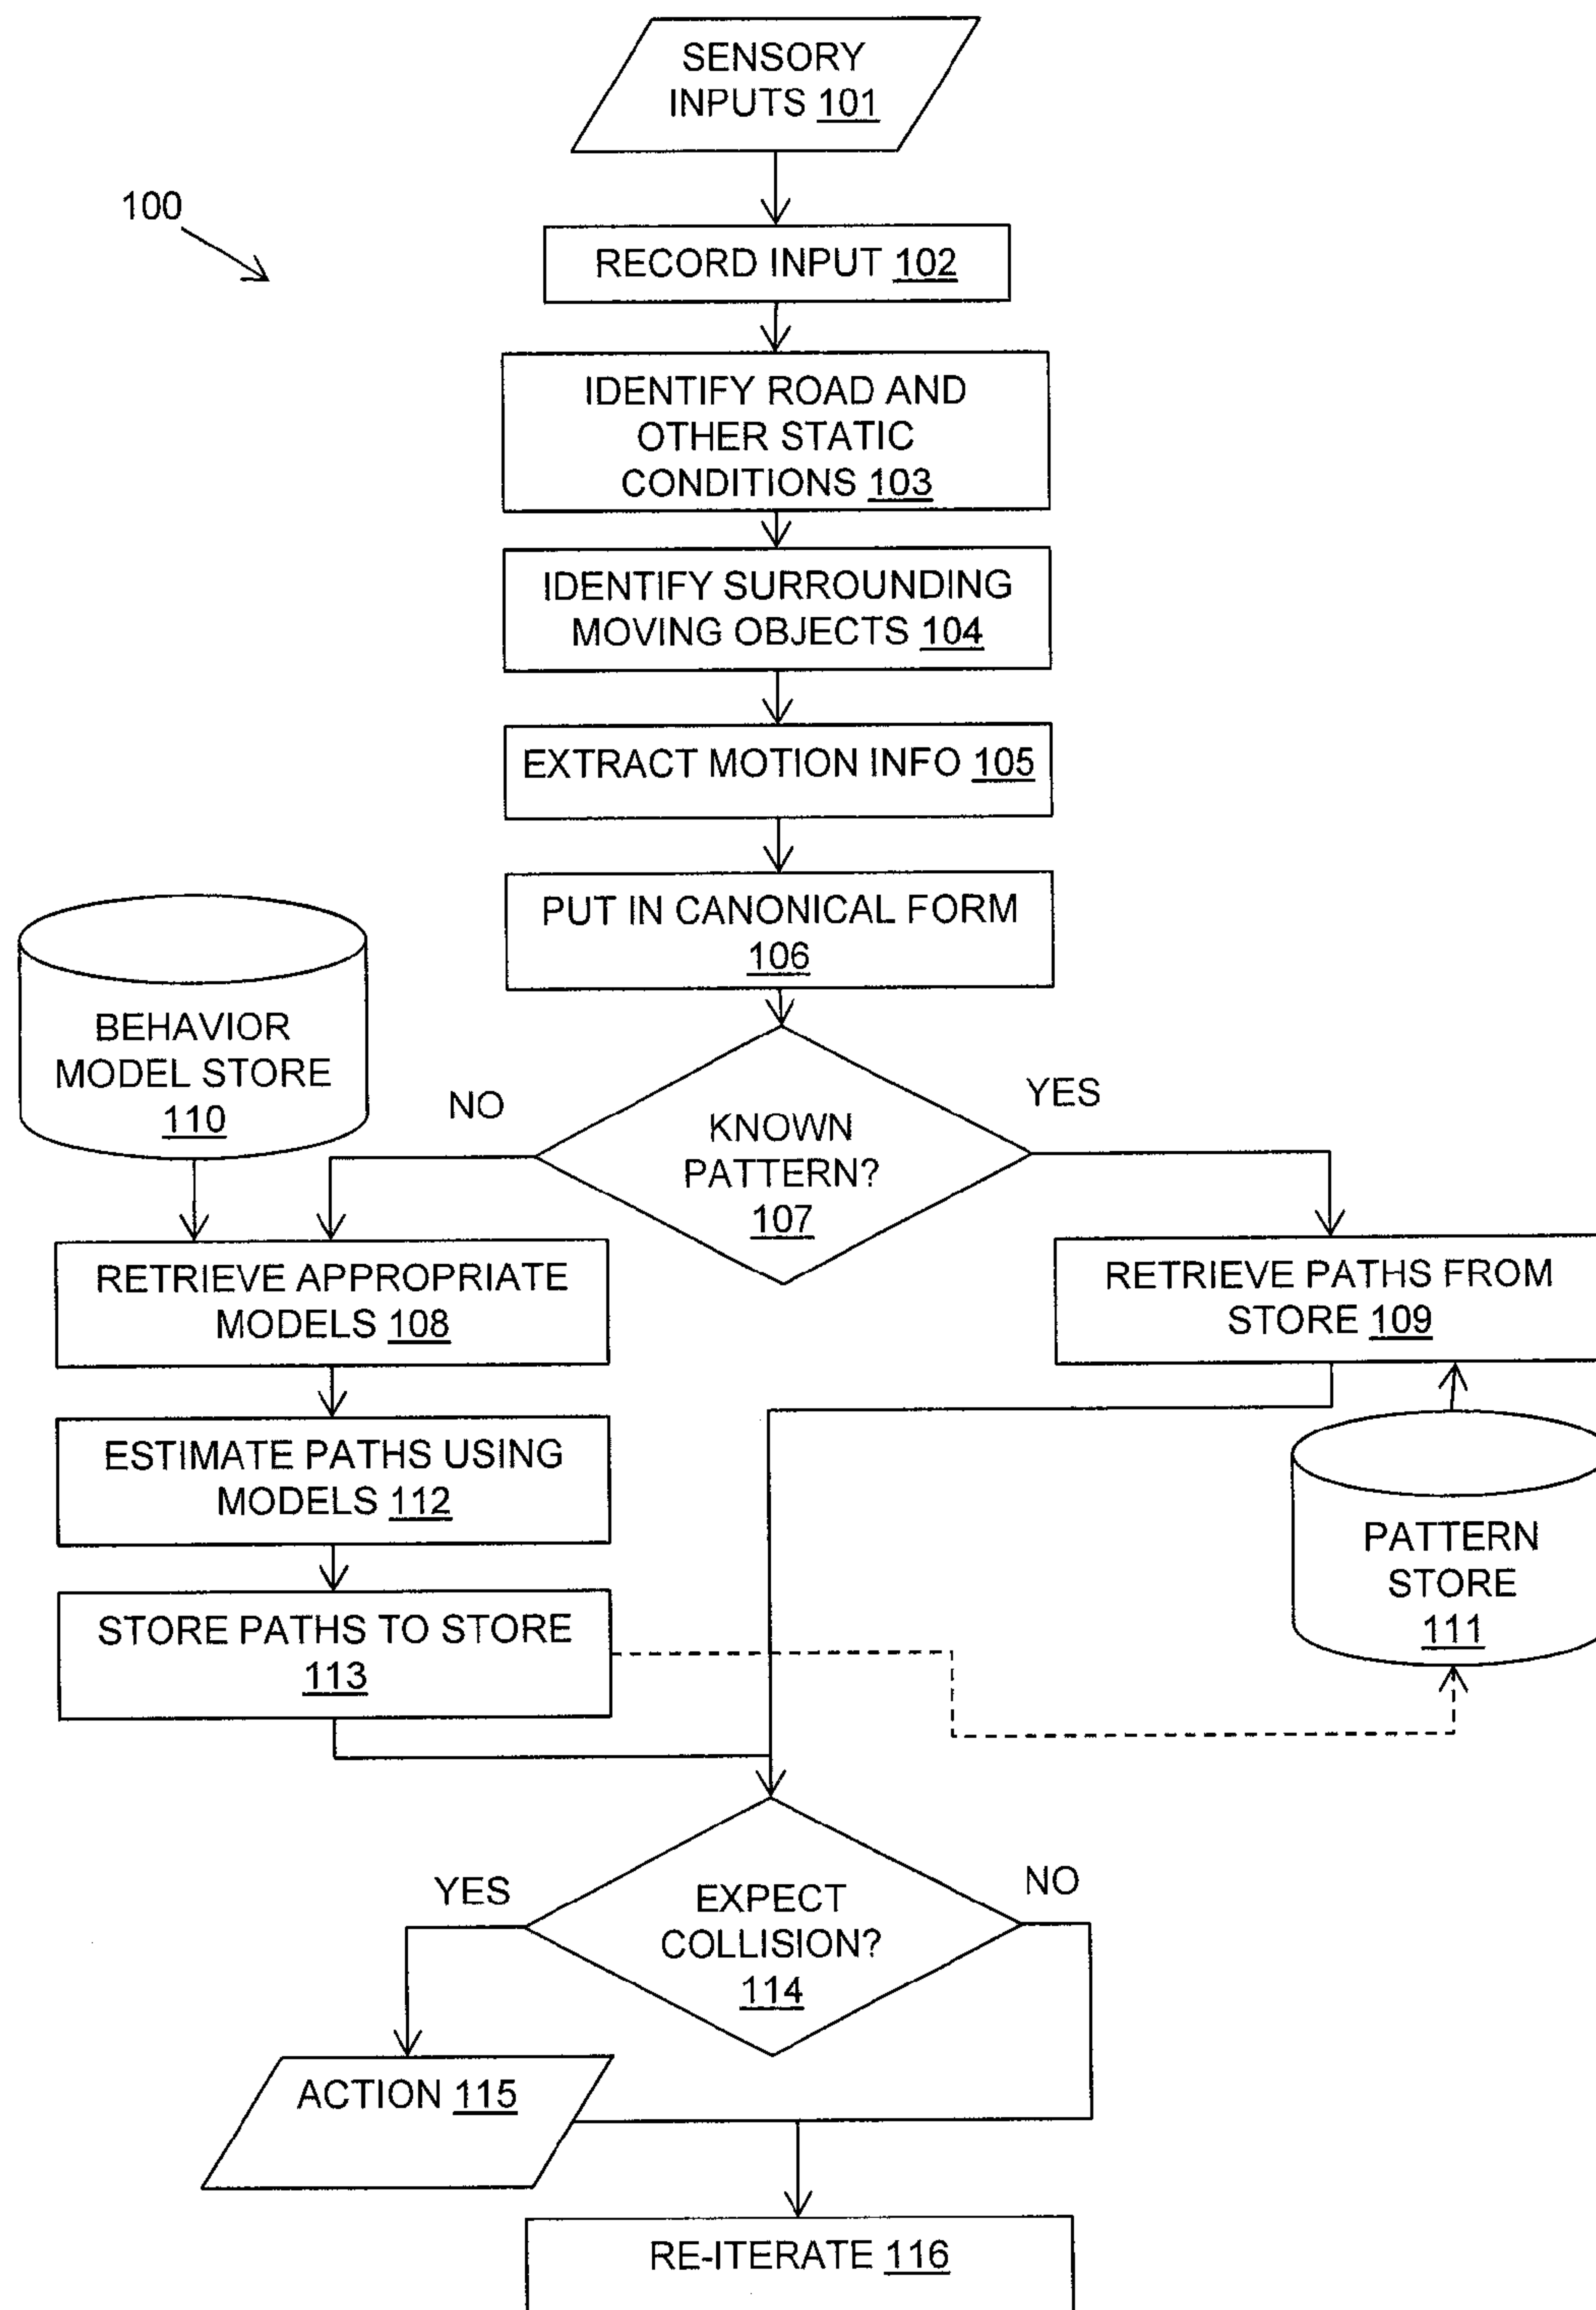 SENSORY
INPUTS 101
100
RECORD INPUT 102
IDENTIFY ROAD AND
OTHER STATIC
CONDITIONS 103
IDENTIFY SURROUNDING
MOVING OBJECTS 104
EXTRACT MOTION INFO 105
PUT IN CANONICAL FORM
106
BEHAVIOR
MODEL STORE
110
NO
YES
KNOWN
PATTERN?
107
RETRIEVE APPROPRIATE
MODELS 108
RETRIEVE PATHS FROM
STORE 109
ESTIMATE PATHS USING
MODELS 112
PATTERN
STORE
111
STORE PATHS TO STORE
113
YES
NO
EXPECT
COLLISION?
114
ACTION 115
RE-ITERATE 116